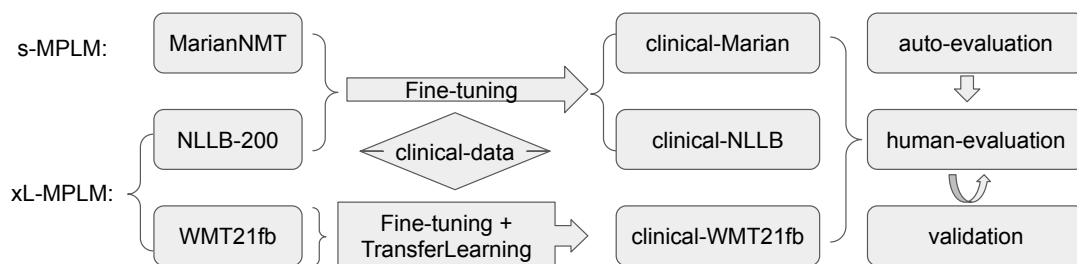 s-MPLM:
MarianNMT
clinical-Marian
auto-evaluation
Fine-tuning
NLLB-200
clinical-data
clinical-NLLB
human-evaluation
xL-MPLM:
WMT21fb
Fine-tuning +
TransferLearning
clinical-WMT21fb
validation